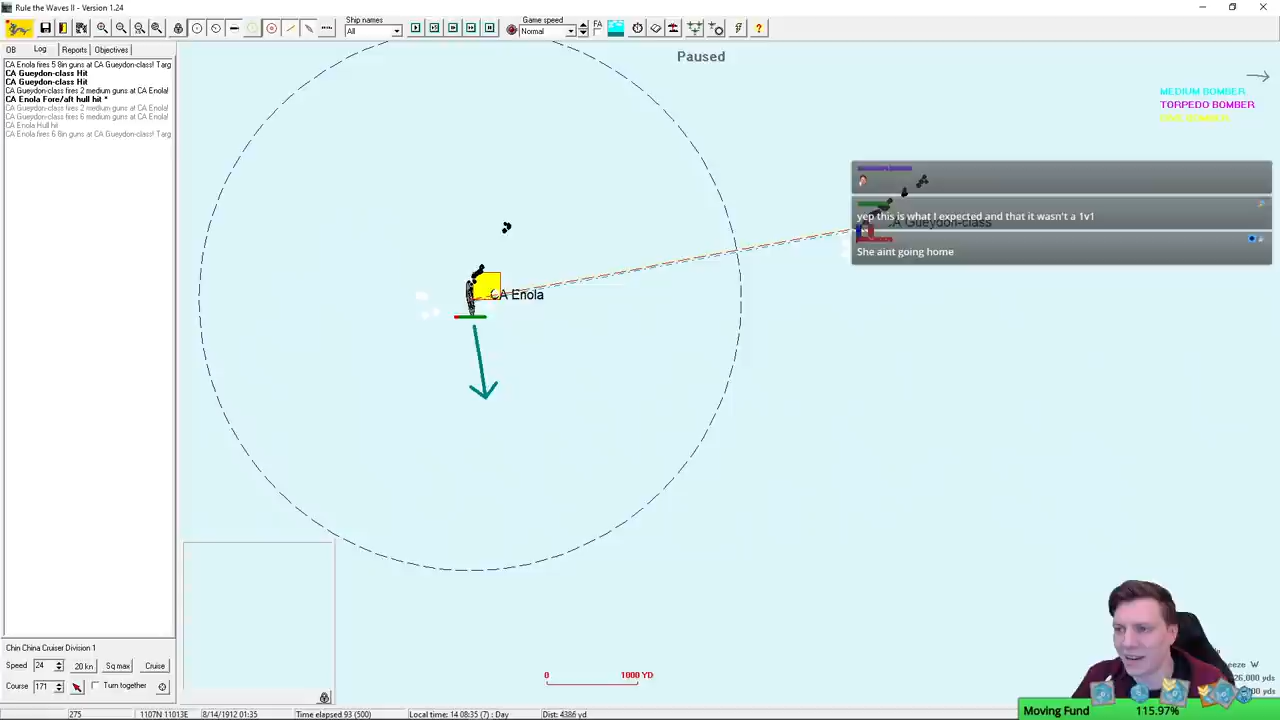 Rule the Waves II - Version 1.24
Ship names
All
Game speed
Normal
FA
OB
Log
Reports
Objectives
CA Enola fires 5 8in guns at CA Gueydon-class! Targ
CA Gueydon-class Hit
CA Gueydon-class Hit
CA Gueydon-class fires 2 medium guns at CA Enola!
CA Enola Fore/aft hull hit *
CA Gueydon-class fires 2 medium guns at CA Enola!
CA Gueydon-class fires 6 medium guns at CA Enola!
CA Enola Hull hit
CA Enola fires 6 8in guns at CA Gueydon-class! Targ
Paused
MEDIUM BOMBER
TORPEDO BOMBER
CA Gueydon-class
yep this is what I expected and that it wasn't a 1v1
She aint going home
CA Enola
0
1000 YD
Chin China Cruiser Division 1
Speed
24
20 kn
Sq max
Cruise
Course
171
Turn together
275
1107N 11013E
8/14/1912 01:35
Time elapsed 93 (500)
Local time: 14 08:35 (7) : Day
Dist: 4386 yd
Moving Fund
115.97%